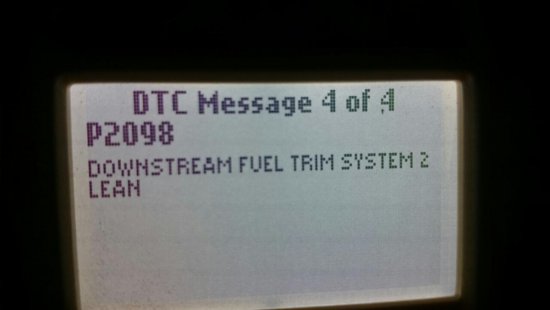 DTC Message 4 of 4
P2098
DOWNSTREAM FUEL TRIM SYSTEM 2
LEAN